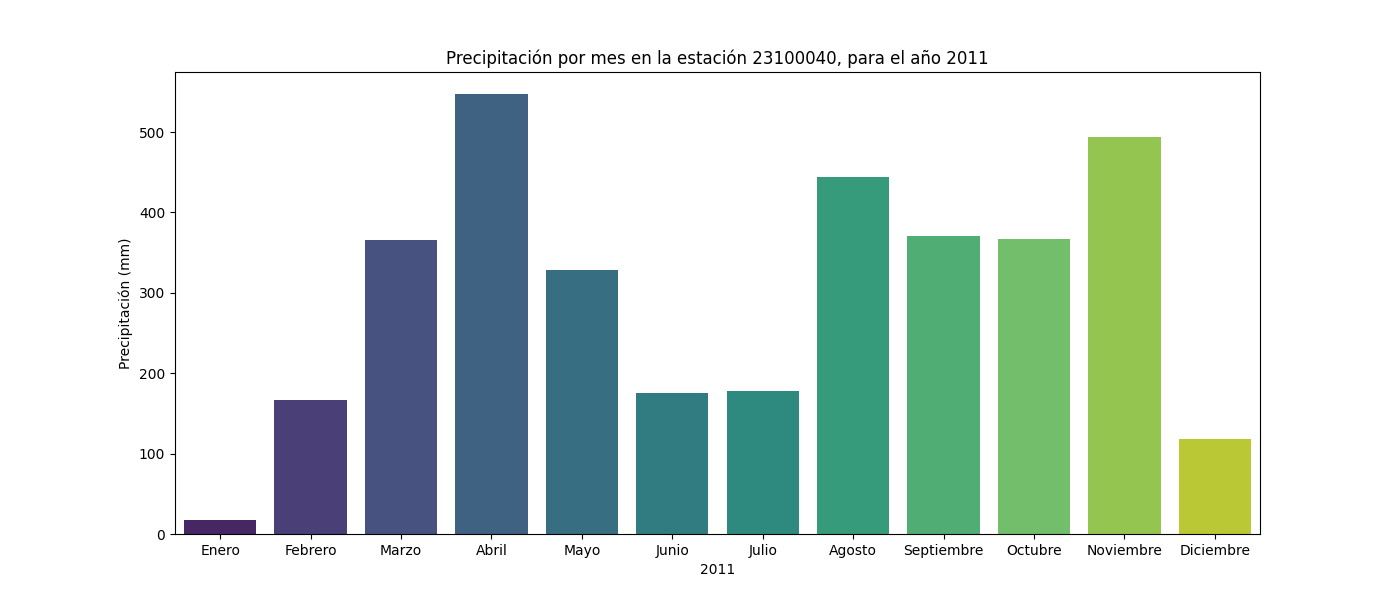 Precipitación por mes en la estación 23100040, para el año 2011
Precipitación (mm)
500
400
300
200
100
0
Enero Febrero Marzo Abril Mayo Junio Julio Agosto Septiembre Octubre Noviembre Diciembre
2011